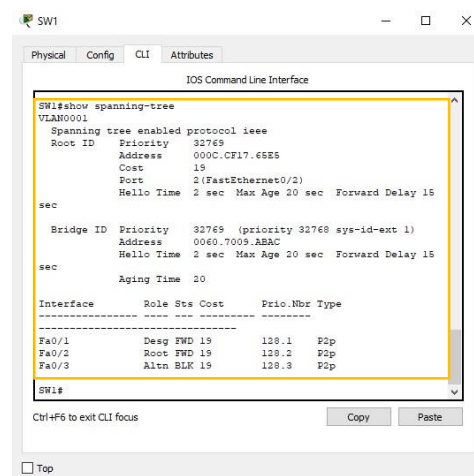 SW1
Physical Config CLI Attributes
IOS Command Line Interface
SW1#show spanning-tree
VLAN0001
Spanning tree enabled protocol ieee
Root ID Priority 32769
Address 000C.CF17.65E5
Cost 19
Port 2(FastEthernet0/2)
Hello Time 2 sec Max Age 20 sec Forward Delay 15
sec
Bridge ID Priority 32769 (priority 32768 sys-id-ext 1)
Address 0060.7009.ABAC
Hello Time 2 sec Max Age 20 sec Forward Delay 15
sec
Aging Time 20
Interface Role Sts Cost Prio.Nbr Type
---------------- ---- --- --------- -------- 
--------------------------------
Fa0/1 Desg FWD 19 128.1 P2p
Fa0/2 Root FWD 19 128.2 P2p
Fa0/3 Altn BLK 19 128.3 P2p
SW1#
Ctrl+F6 to exit CLI focus
Copy Paste
Top